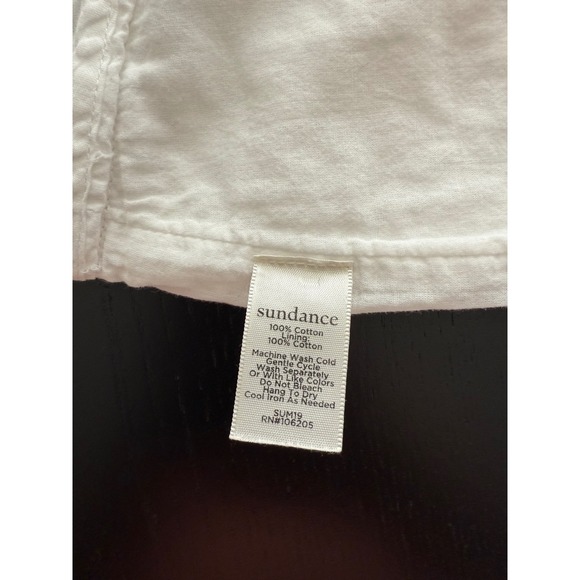 sundance
100% Cotton
Lining:
100% Cotton
Machine Wash Cold
Gentle Cycle
Wash Separately
Or With Like Colors
Do Not Bleach
Hang To Dry
Cool Iron As Needed
SUM19
RN#106205